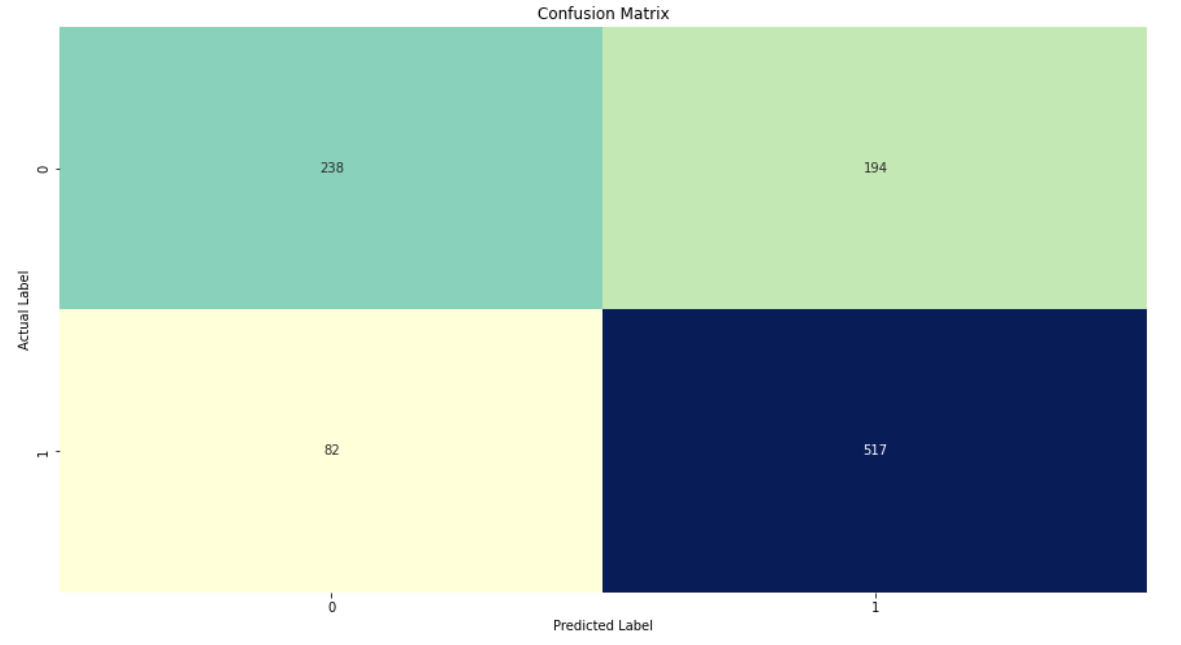 Confusion Matrix
238
194
0
Actual Label
82
517
1
0
1
Predicted Label